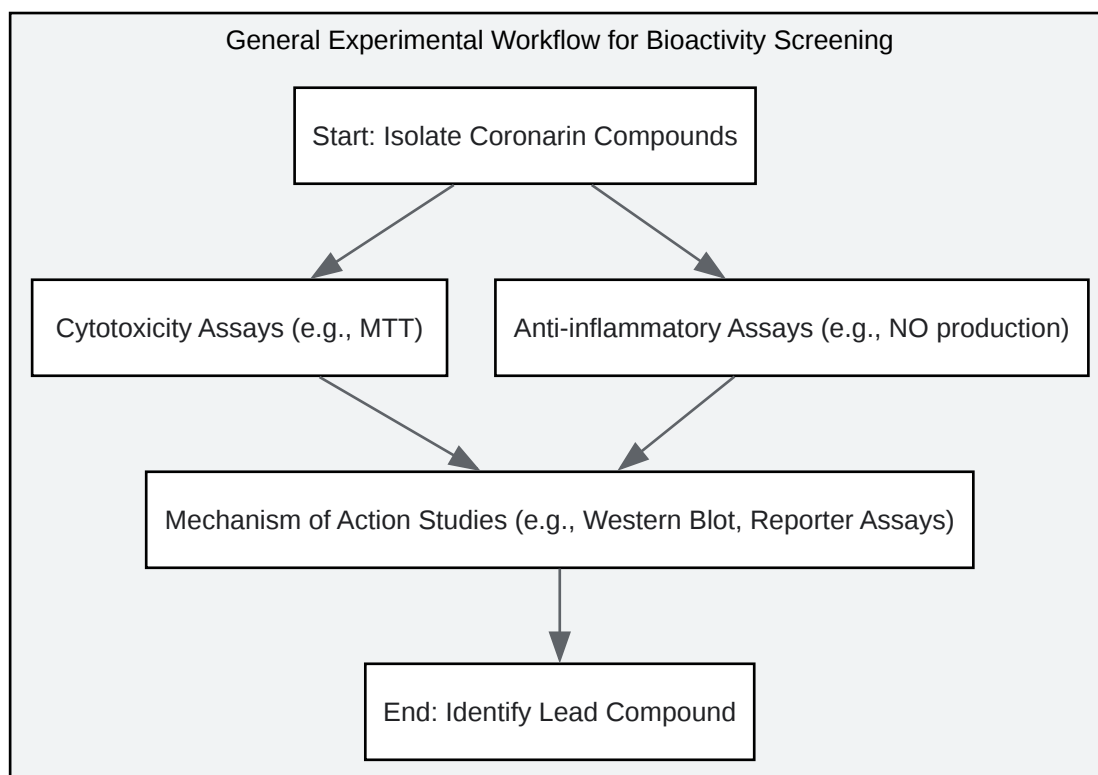 General Experimental Workflow for Bioactivity Screening
Start: Isolate Coronarin Compounds
Cytotoxicity Assays (e.g., MTT)
Anti-inflammatory Assays (e.g., NO production)
Mechanism of Action Studies (e.g., Western Blot, Reporter Assays)
End: Identify Lead Compound